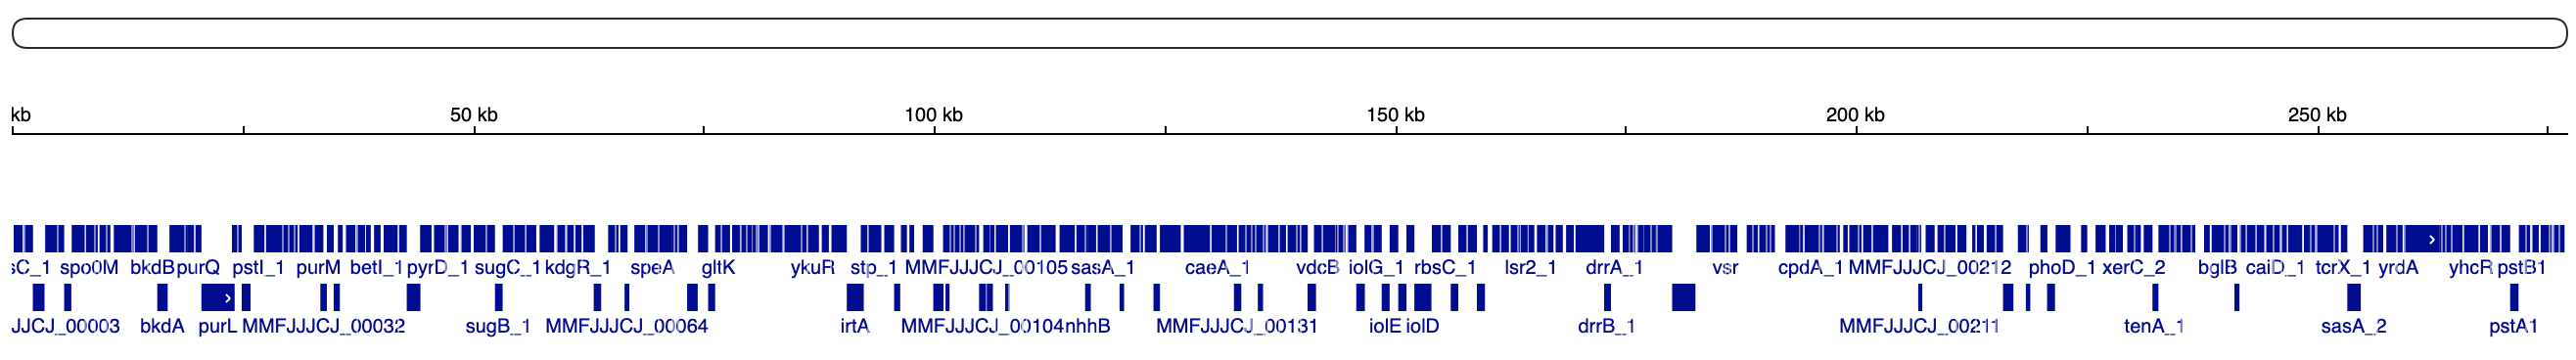 kb 50 kb 100 kb 150 kb 200 kb 250 kb
sC_1 spo0M bkdB purQ pstI_1 purM betI_1 pyrD_1 sugC_1 kdgR_1 speA gltK ykuR stp_1 MMFJJJCJ_00105 sasA_1 caeA_1 vdcB iolG_1 rbsC_1 lsr2_1 drrA_1 vsr cpdA_1 MMFJJJCJ_00212 phoD_1 xerC_2 bglB caiD_1 tcrX_1 yrdA yhcR pstB1
JJCJ_00003 bkdA purL MMFJJJCJ_00032 sugB_1 MMFJJJCJ_00064 irtA MMFJJJCJ_00104 nhhB MMFJJJCJ_00131 iolE iolD drrB_1 MMFJJJCJ_00211 tenA_1 sasA_2 pstA1